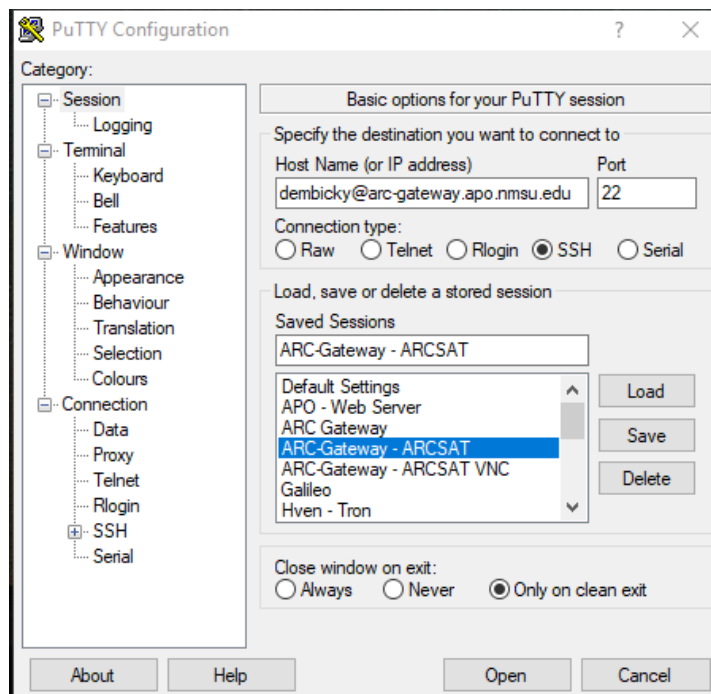 PuTTY Configuration
?
Category:
Session
Logging
Terminal
Keyboard
Bell
Features
Window
Appearance
Behaviour
Translation
Selection
Colours
Connection
Data
Proxy
Telnet
Rlogin
SSH
Serial
Basic options for your PuTTY session
Specify the destination you want to connect to
Host Name (or IP address) Port
dembicky@arc-gateway.apo.nmsu.edu 22
Connection type:
Raw Telnet Rlogin SSH Serial
Load, save or delete a stored session
Saved Sessions
ARC-Gateway - ARCSAT
Default Settings
APO - Web Server
ARC Gateway
ARC-Gateway - ARCSAT
ARC-Gateway - ARCSAT VNC
Galileo
Hven - Tron
Load
Save
Delete
Close window on exit:
Always Never Only on clean exit
About Help Open Cancel